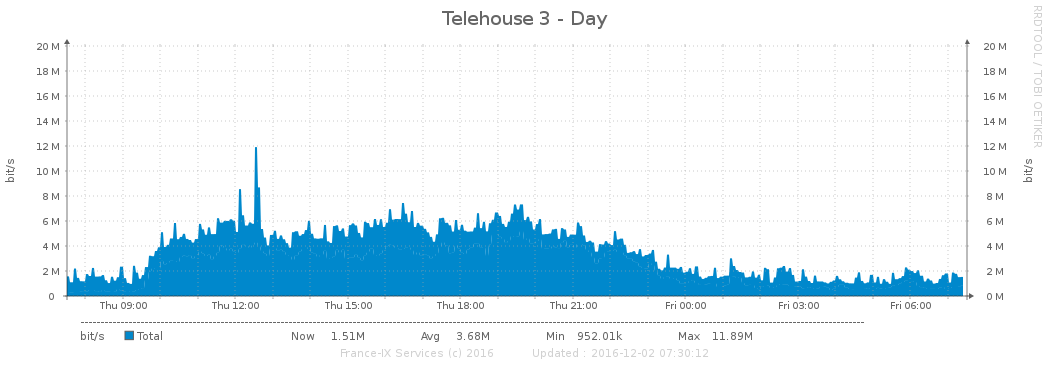 Telehouse 3 - Day
RRDTOOL / TOBI OETIKER
20 M 20 M
18 M 18 M
16 M 16 M
14 M 14 M
12 M 12 M
10 M 10 M
8 M 8 M
6 M 6 M
4 M 4 M
2 M 2 M
0 0 M
bit/s bit/s
Thu 09:00 Thu 12:00 Thu 15:00 Thu 18:00 Thu 21:00 Fri 00:00 Fri 03:00 Fri 06:00
bit/s Total Now 1.51M Avg 3.68M Min 952.01k Max 11.89M
France-IX Services (c) 2016 Updated : 2016-12-02 07:30:12